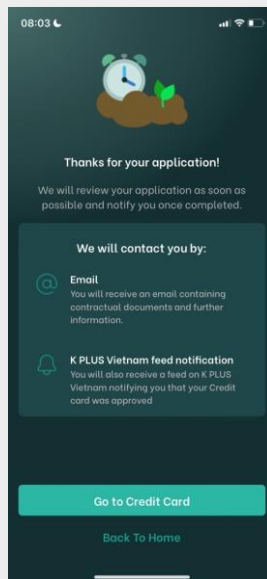 08:03
Thanks for your application!
We will review your application as soon as
possible and notify you once completed.
We will contact you by:
Email
You will receive an email containing
contractual documents and further
information.
K PLUS Vietnam feed notification
You will also receive a feed on K PLUS
Vietnam notifying you that your Credit
card was approved
Go to Credit Card
Back To Home